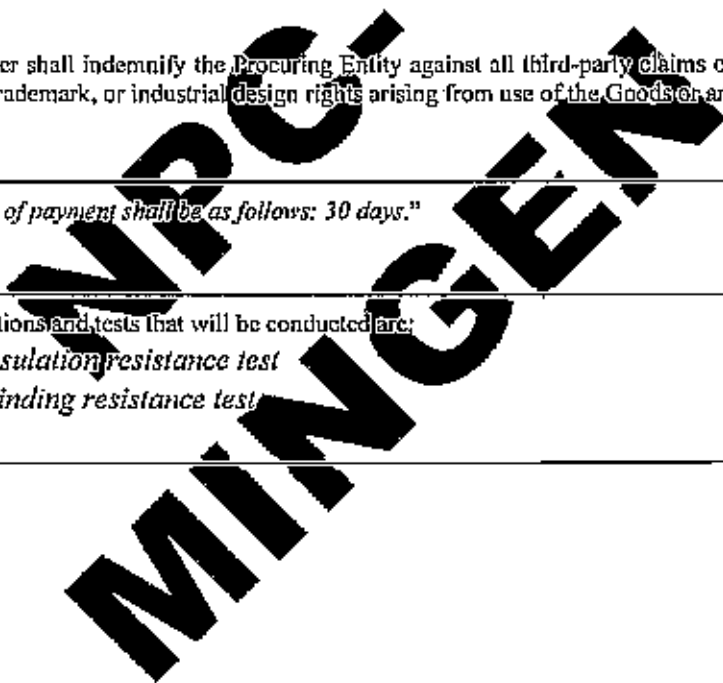 er shall indemnify the Procuring Entity against all third-party claims
rademark, or industrial design rights arising from use of the Goods or
of payment shall be as follows: 30 days."
tions and tests that will be conducted are:
sulation resistance test
inding resistance test
NPC-
MINGEN